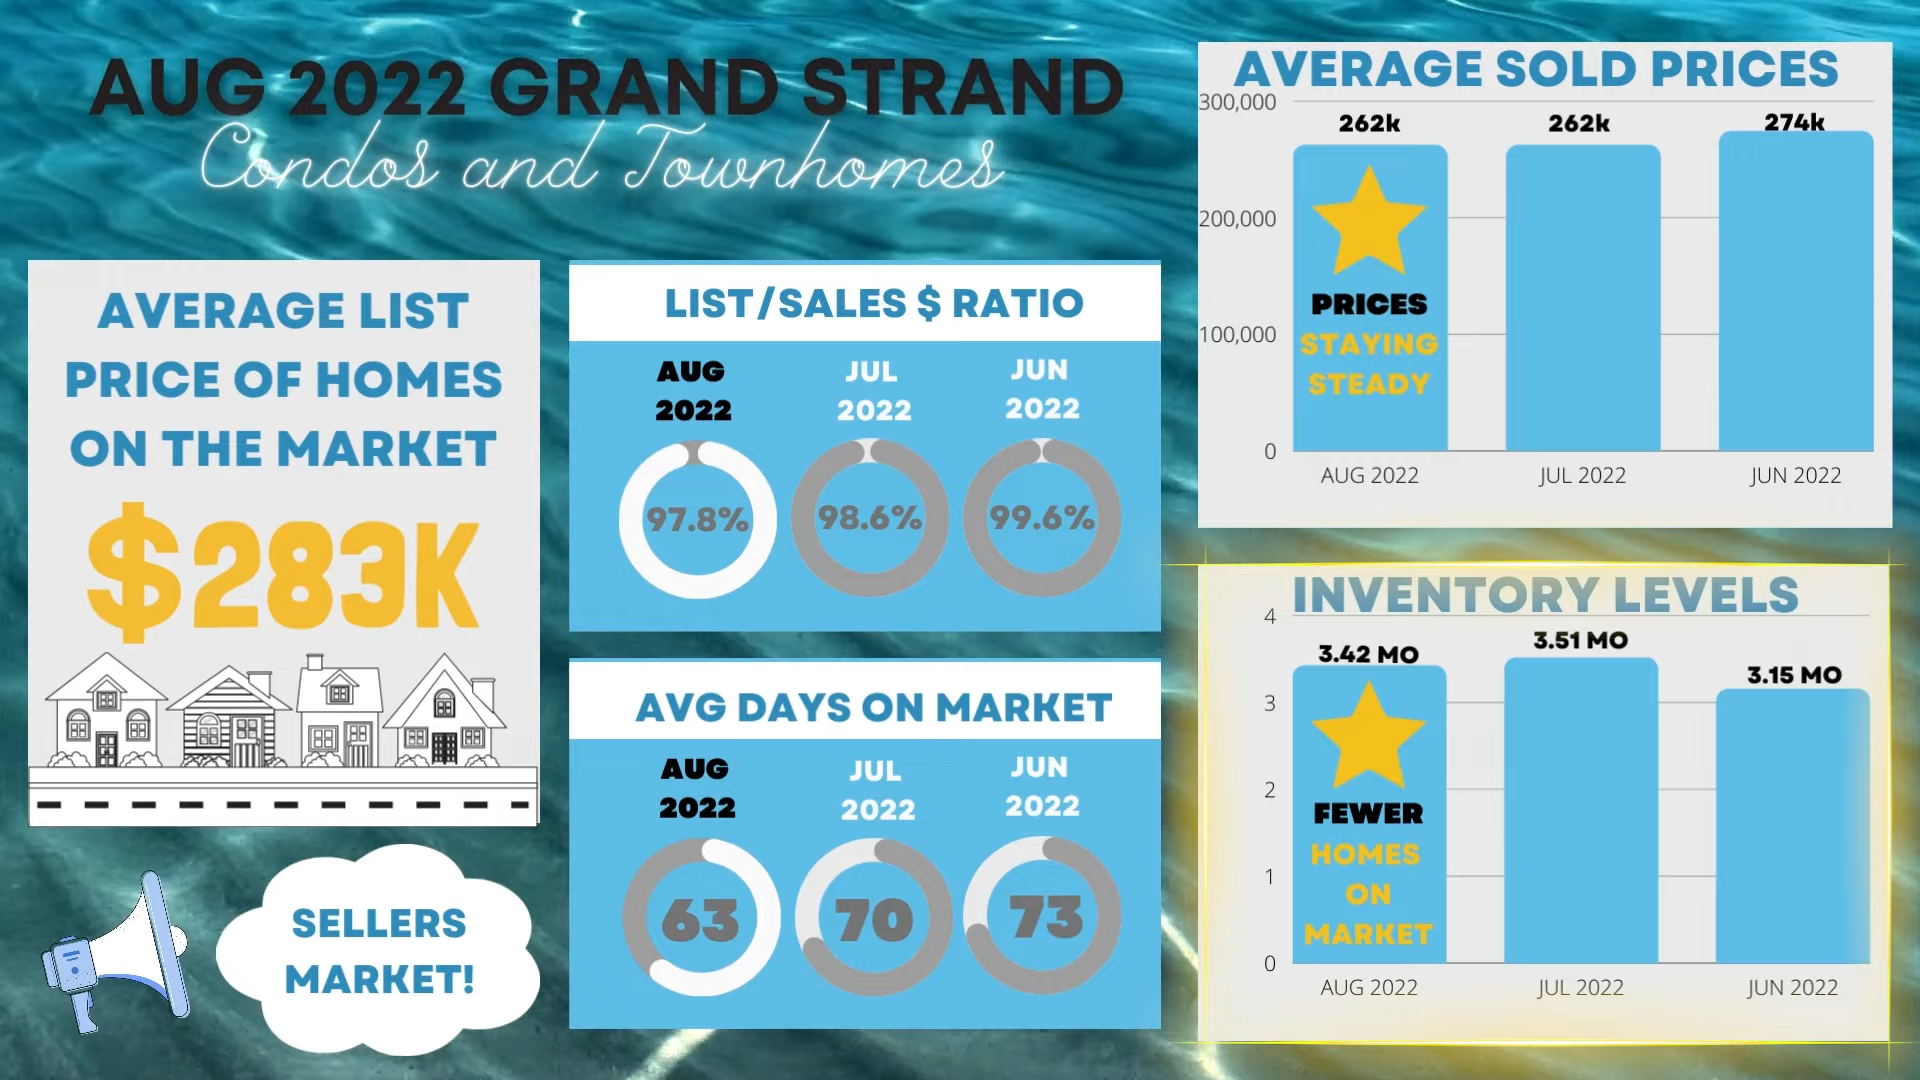 AUG 2022 GRAND STRAND
Condos and Townhomes
AVERAGE LIST
PRICE OF HOMES
ON THE MARKET
$283K
SELLERS
MARKET!
LIST/SALES $ RATIO
AUG 2022
JUL 2022
JUN 2022
97.8%
98.6%
99.6%
AVG DAYS ON MARKET
AUG 2022
JUL 2022
JUN 2022
63
70
73
AVERAGE SOLD PRICES
300,000
262k
262k
274k
200,000
PRICES
100,000
STAYING
STEADY
0
AUG 2022
JUL 2022
JUN 2022
INVENTORY LEVELS
4
3.42 MO
3.51 MO
3.15 MO
3
2
FEWER
HOMES
1
ON
MARKET
0
AUG 2022
JUL 2022
JUN 2022